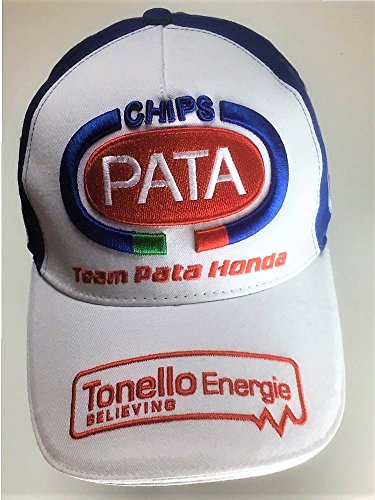 CHIPS
PATA
Team Pata Honda
Tonello Energie
BELIEVING